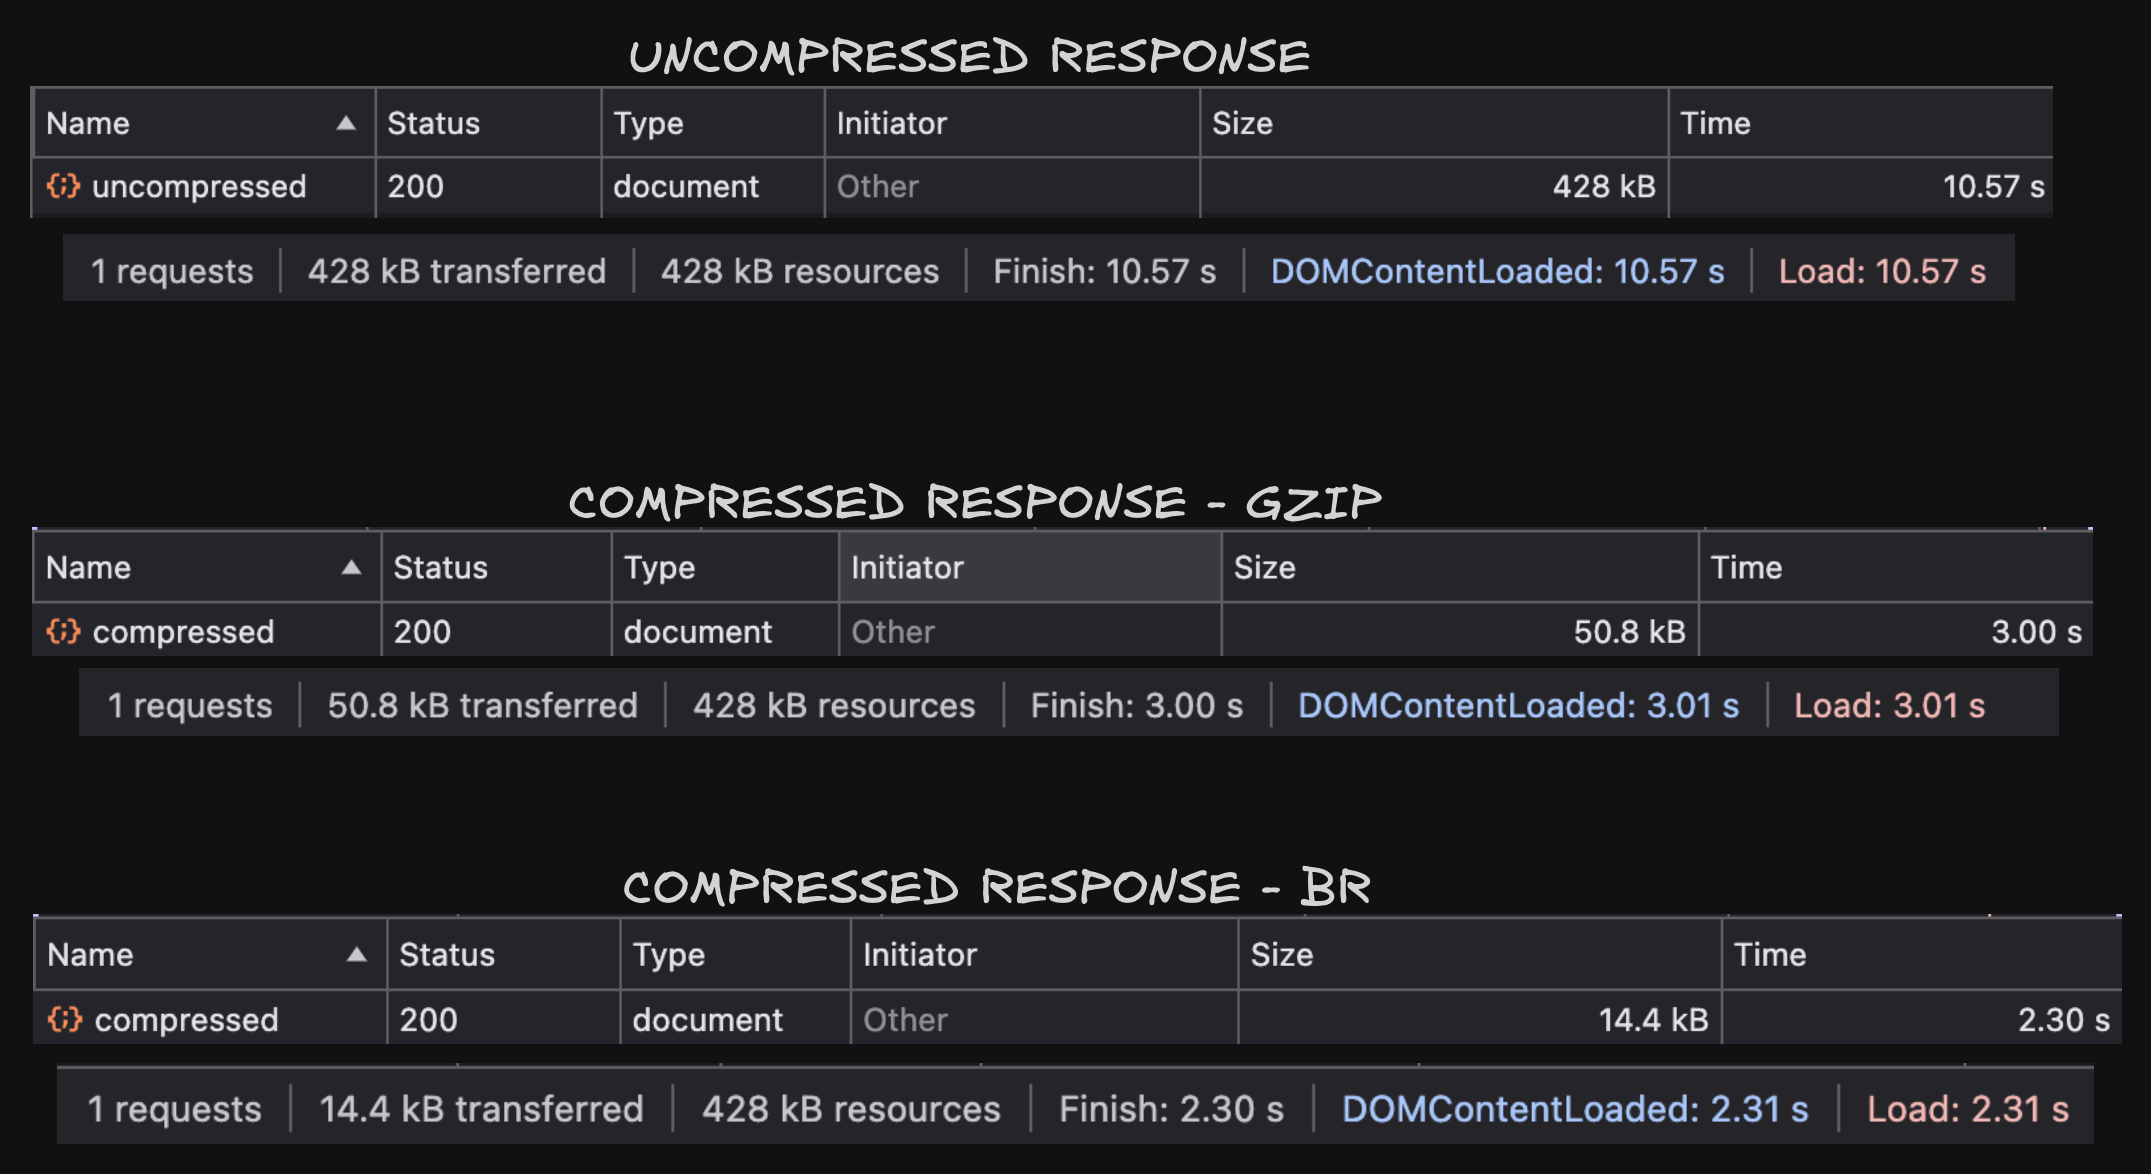 UNCOMPRESSED RESPONSE
Name Status Type Initiator Size Time
uncompressed 200 document Other 428 kB 10.57 s
1 requests 428 kB transferred 428 kB resources Finish: 10.57 s DOMContentLoaded: 10.57 s Load: 10.57 s
COMPRESSED RESPONSE - GZIP
Name Status Type Initiator Size Time
compressed 200 document Other 50.8 kB 3.00 s
1 requests 50.8 kB transferred 428 kB resources Finish: 3.00 s DOMContentLoaded: 3.01 s Load: 3.01 s
COMPRESSED RESPONSE - BR
Name Status Type Initiator Size Time
compressed 200 document Other 14.4 kB 2.30 s
1 requests 14.4 kB transferred 428 kB resources Finish: 2.30 s DOMContentLoaded: 2.31 s Load: 2.31 s